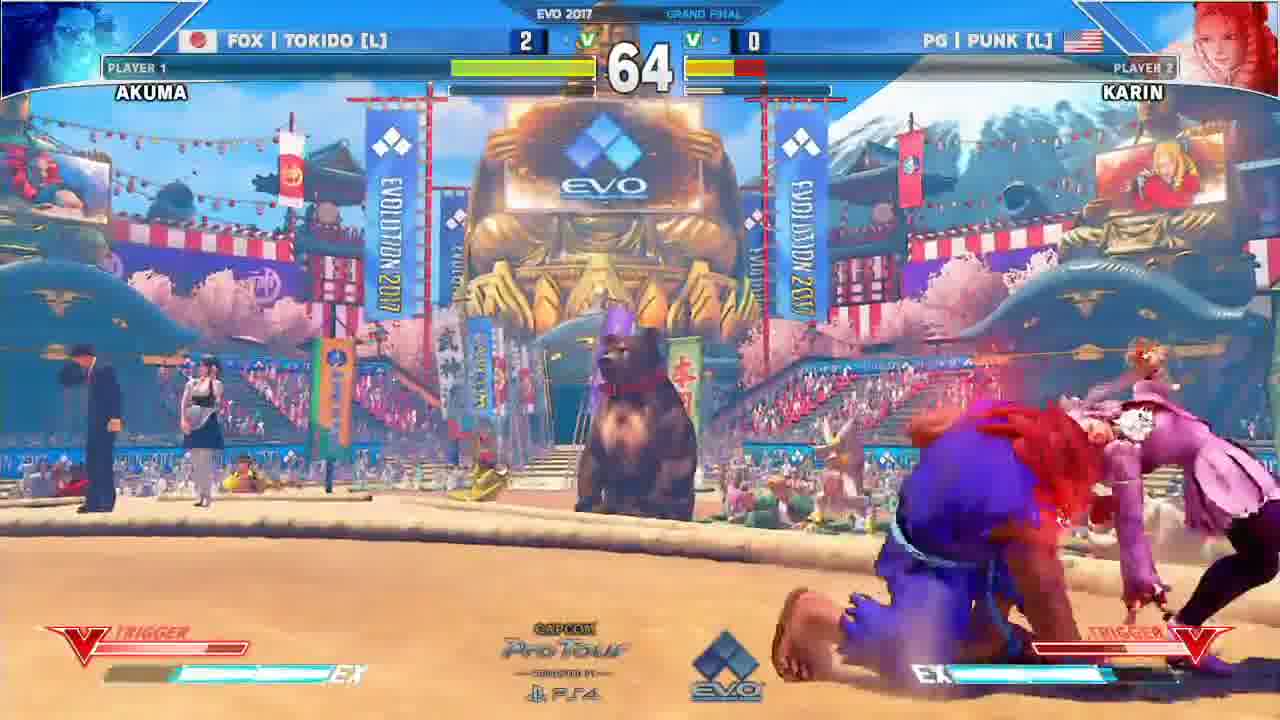 EVO 2017 GRAND FINAL
FOX | TOKIDO [L] 2 V 64 V 0 PG | PUNK [L]
PLAYER 1 PLAYER 2
AKUMA KARIN
EVO
EVOLUTION 2017
EVOLUTION 2017
V TRIGGER
TRIGGER V
EX
EX
CAPCOM
Pro Tour
PS4
EVO